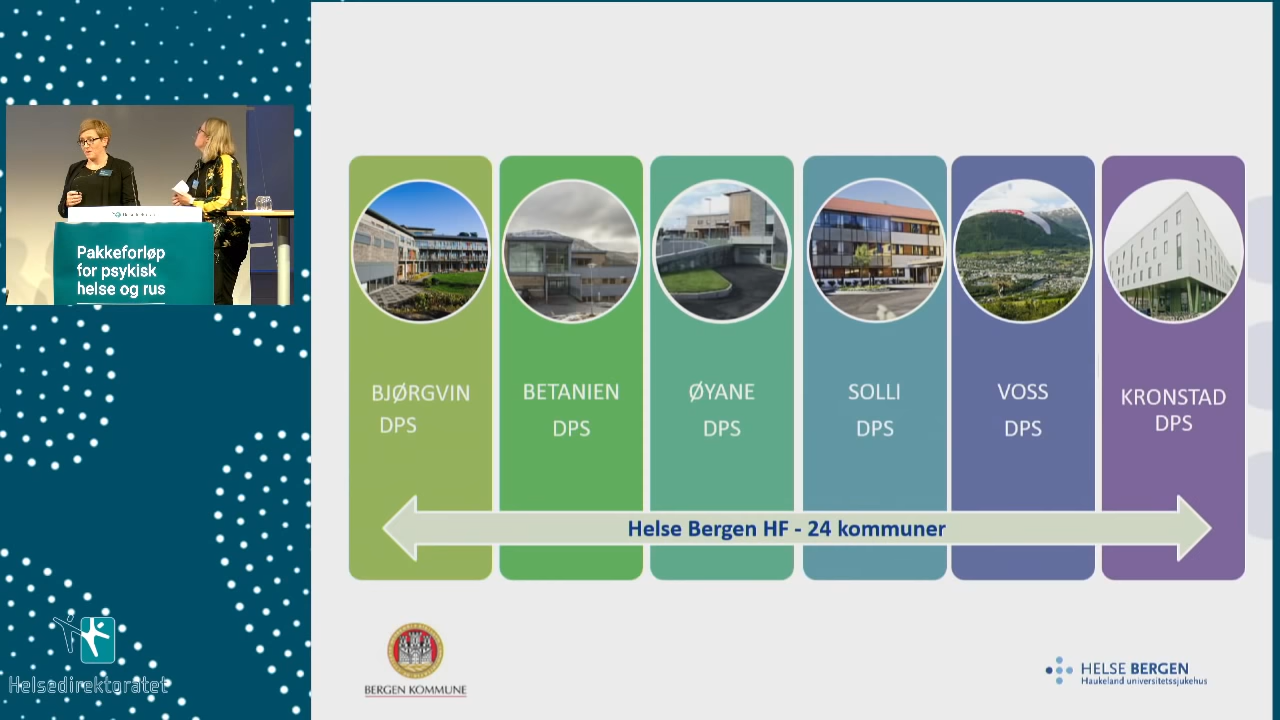 Pakkeforløp
for psykisk
helse og rus
Helsedirektoratet
BJØRGVIN
DPS
BETANIEN
DPS
ØYANE
DPS
SOLLI
DPS
VOSS
DPS
KRONSTAD
DPS
Helse Bergen HF - 24 kommuner
BERGEN KOMMUNE
HELSE BERGEN
Haukeland universitetssjukehus